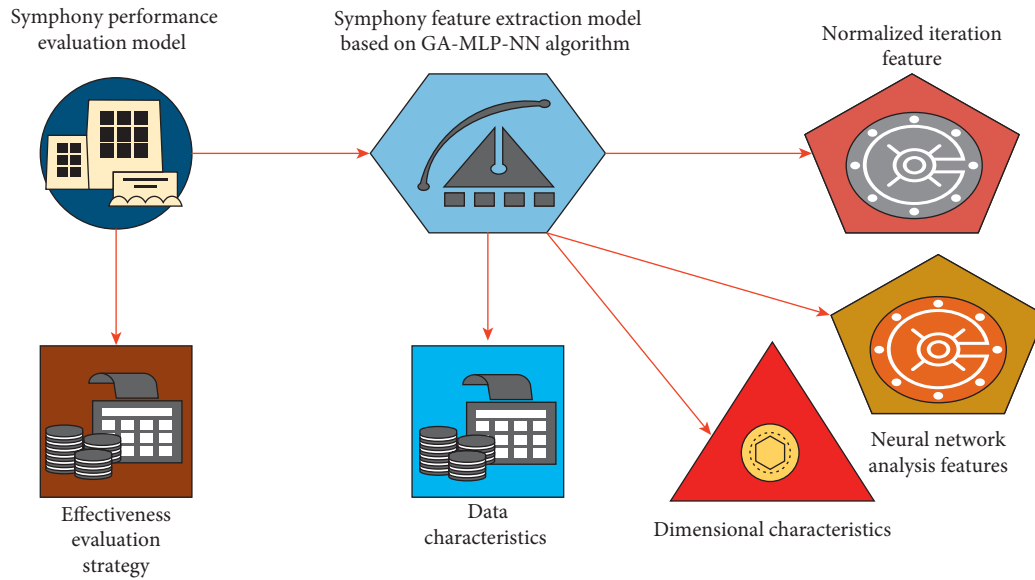 Symphony performance
evaluation model
Symphony feature extraction model
based on GA-MLP-NN algorithm
Normalized iteration
feature
Neural network
analysis features
Effectiveness
evaluation
strategy
Data
characteristics
Dimensional characteristics